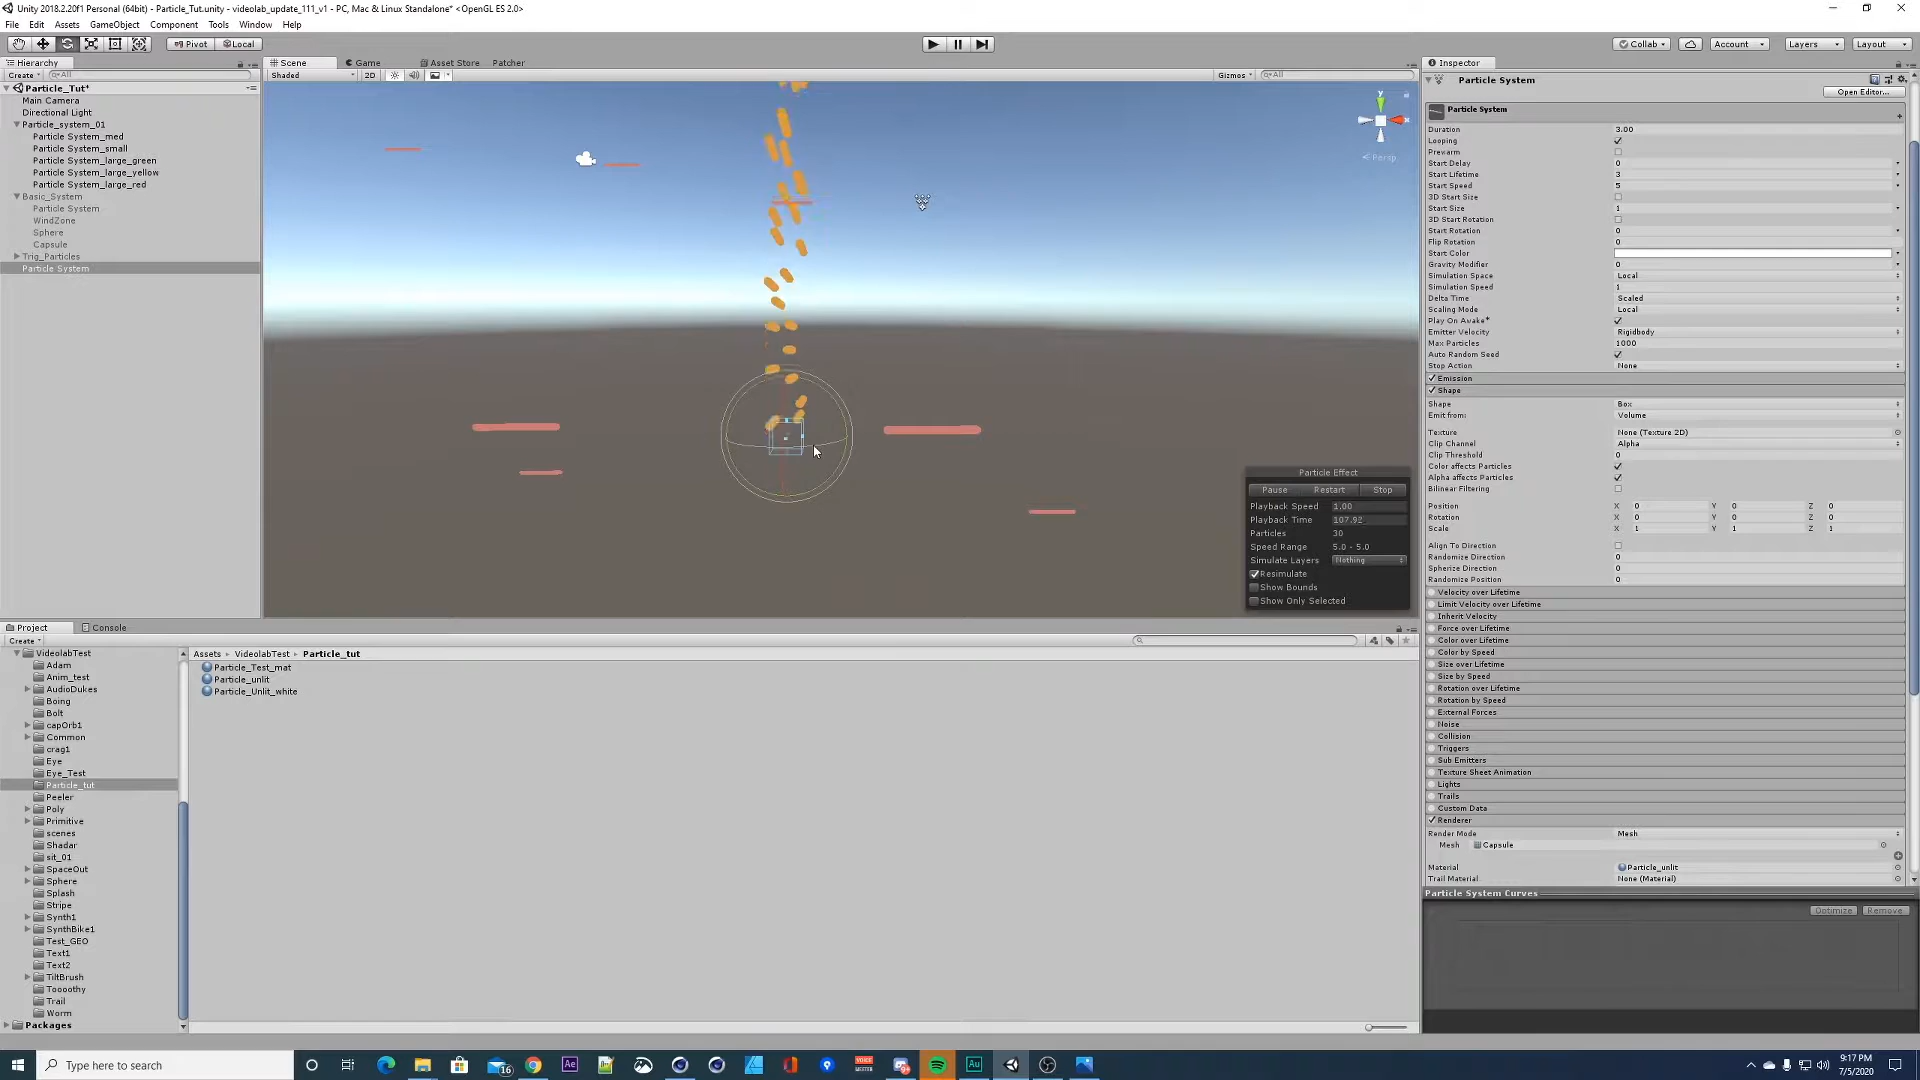 Unity 2018.2.20f1 Personal (64bit) - Particle_Tut.unity - videolab_update_111_v1 - PC, Mac & Linux Standalone* <OpenGL ES 2.0>
File Edit Assets GameObject Component Tools Window Help
Pivot Local Collab Account Layers Layout
Hierarchy
Create All
Particle_Tut*
Main Camera
Directional Light
Particle_system_01
Particle System_med
Particle System_small
Particle System_large_green
Particle System_large_yellow
Particle System_large_red
Basic_System
Particle System
WindZone
Sphere
Capsule
Trig_Particles
Particle System
Scene Game Asset Store Patcher
Shaded 2D Gizmos All
y
Persp
Particle Effect
Pause Restart Stop
Playback Speed 1.00
Playback Time 107.92
Particles 30
Speed Range 5.0 - 5.0
Simulate Layers Nothing
Resimulate
Show Bounds
Show Only Selected
Inspector
Particle System
Open Editor...
Particle System
Duration 3.00
Looping
Prewarm
Start Delay 0
Start Lifetime 3
Start Speed 5
3D Start Size
Start Size 1
3D Start Rotation
Start Rotation 0
Flip Rotation 0
Start Color
Gravity Modifier 0
Simulation Space Local
Simulation Speed 1
Delta Time Scaled
Scaling Mode Local
Play On Awake*
Emitter Velocity Rigidbody
Max Particles 1000
Auto Random Seed
Stop Action None
Emission
Shape
Shape Box
Emit from: Volume
Texture None (Texture 2D)
Clip Channel Alpha
Clip Threshold 0
Color affects Particles
Alpha affects Particles
Bilinear Filtering
Position X 0 Y 0 Z 0
Rotation X 0 Y 0 Z 0
Scale X 1 Y 1 Z 1
Align To Direction
Randomize Direction 0
Spherize Direction 0
Randomize Position 0
Velocity over Lifetime
Limit Velocity over Lifetime
Inherit Velocity
Force over Lifetime
Color over Lifetime
Color by Speed
Size over Lifetime
Size by Speed
Rotation over Lifetime
Rotation by Speed
External Forces
Noise
Collision
Triggers
Sub Emitters
Texture Sheet Animation
Lights
Trails
Custom Data
Renderer
Render Mode Mesh
Mesh Capsule
Material Particle_unlit
Trail Material None (Material)
Particle System Curves
Optimize Remove
Project Console
Create
VideolabTest
Adam
Anim_test
AudioDukes
Boing
Bolt
capOrb1
Common
crag1
Eye
Eye_Test
Particle_tut
Peeler
Poly
Primitive
scenes
Shadar
sit_01
SpaceOut
Sphere
Splash
Stripe
Synth1
SynthBike1
Test_GEO
Text1
Text2
TiltBrush
Toooothy
Trail
Worm
Packages
Assets VideolabTest Particle_tut
Particle_Test_mat
Particle_unlit
Particle_Unlit_white
Type here to search
16
Ae
Au
9:17 PM
7/5/2020